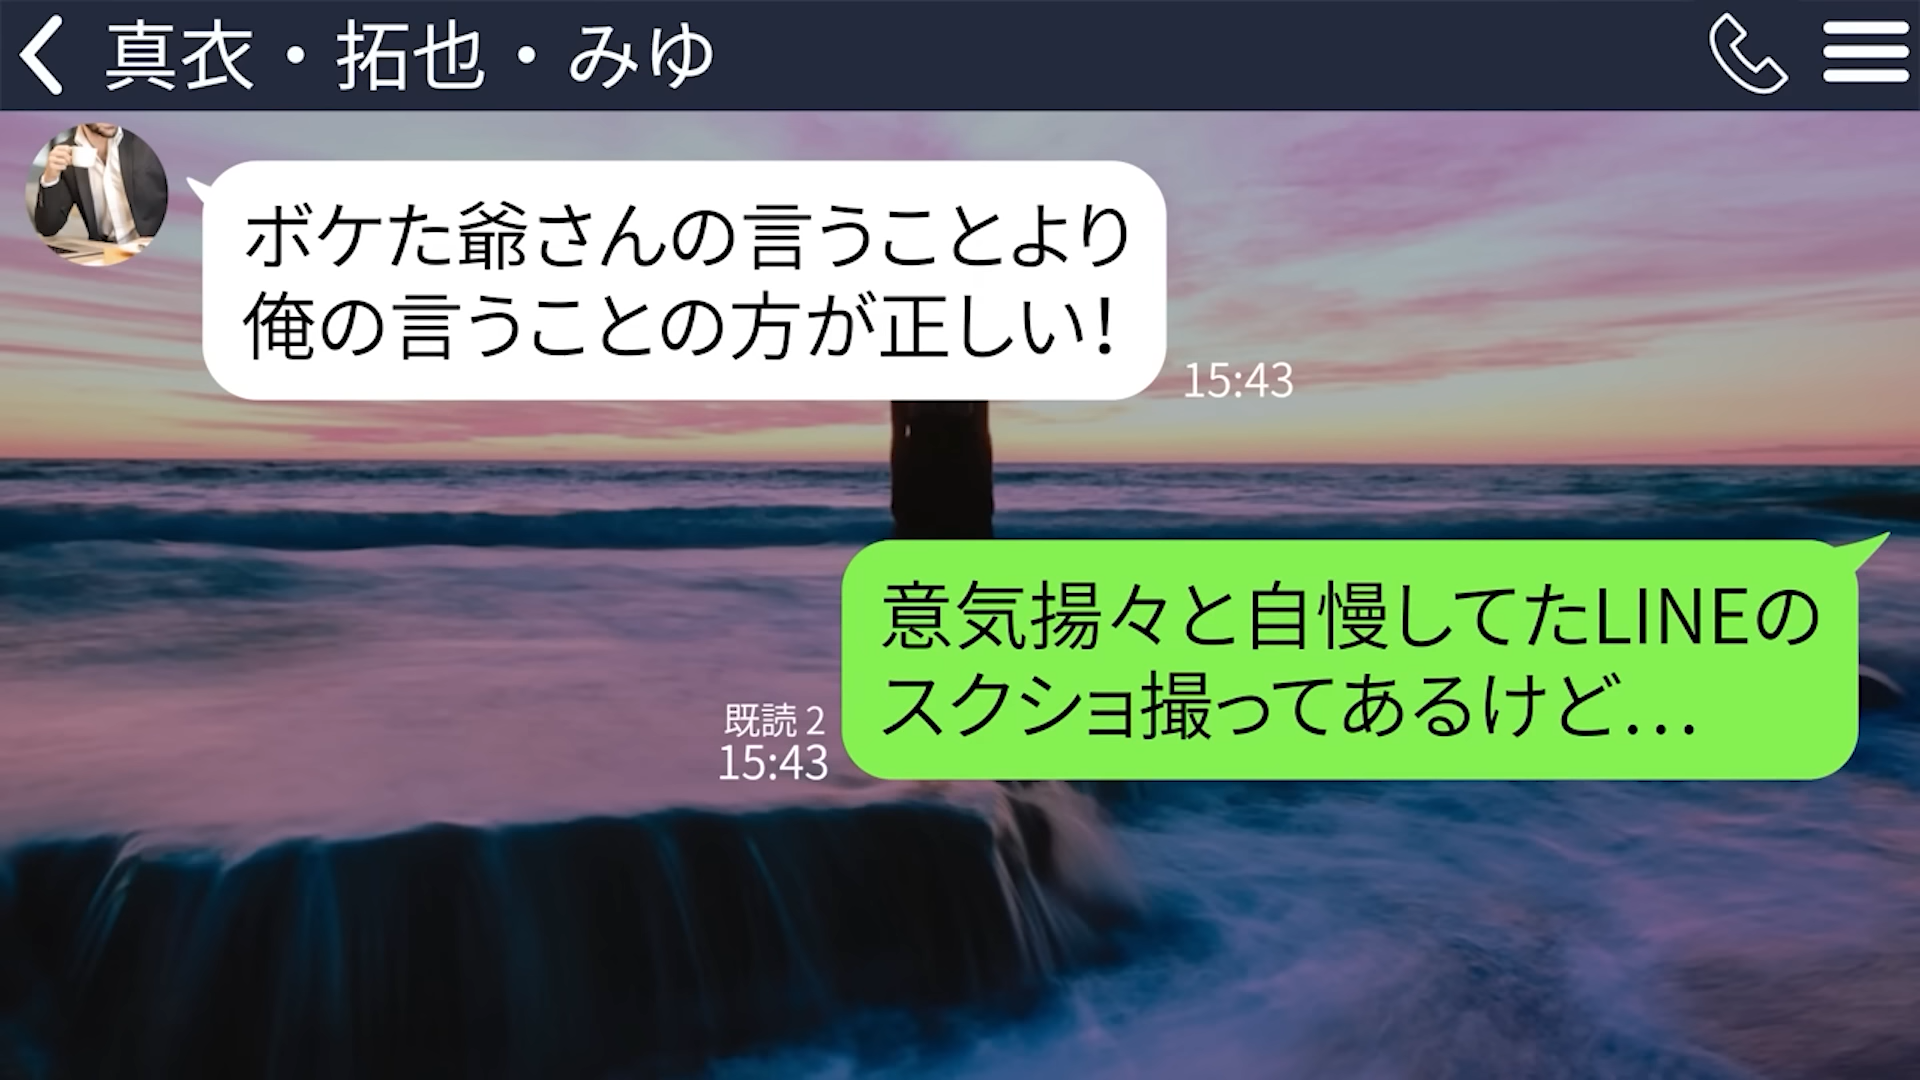 真衣・拓也・みゆ
ボケた爺さんの言うことより
俺の言うことの方が正しい!
15:43
意気揚々と自慢してたLINEの
スクショ撮ってあるけど...
既読 2
15:43